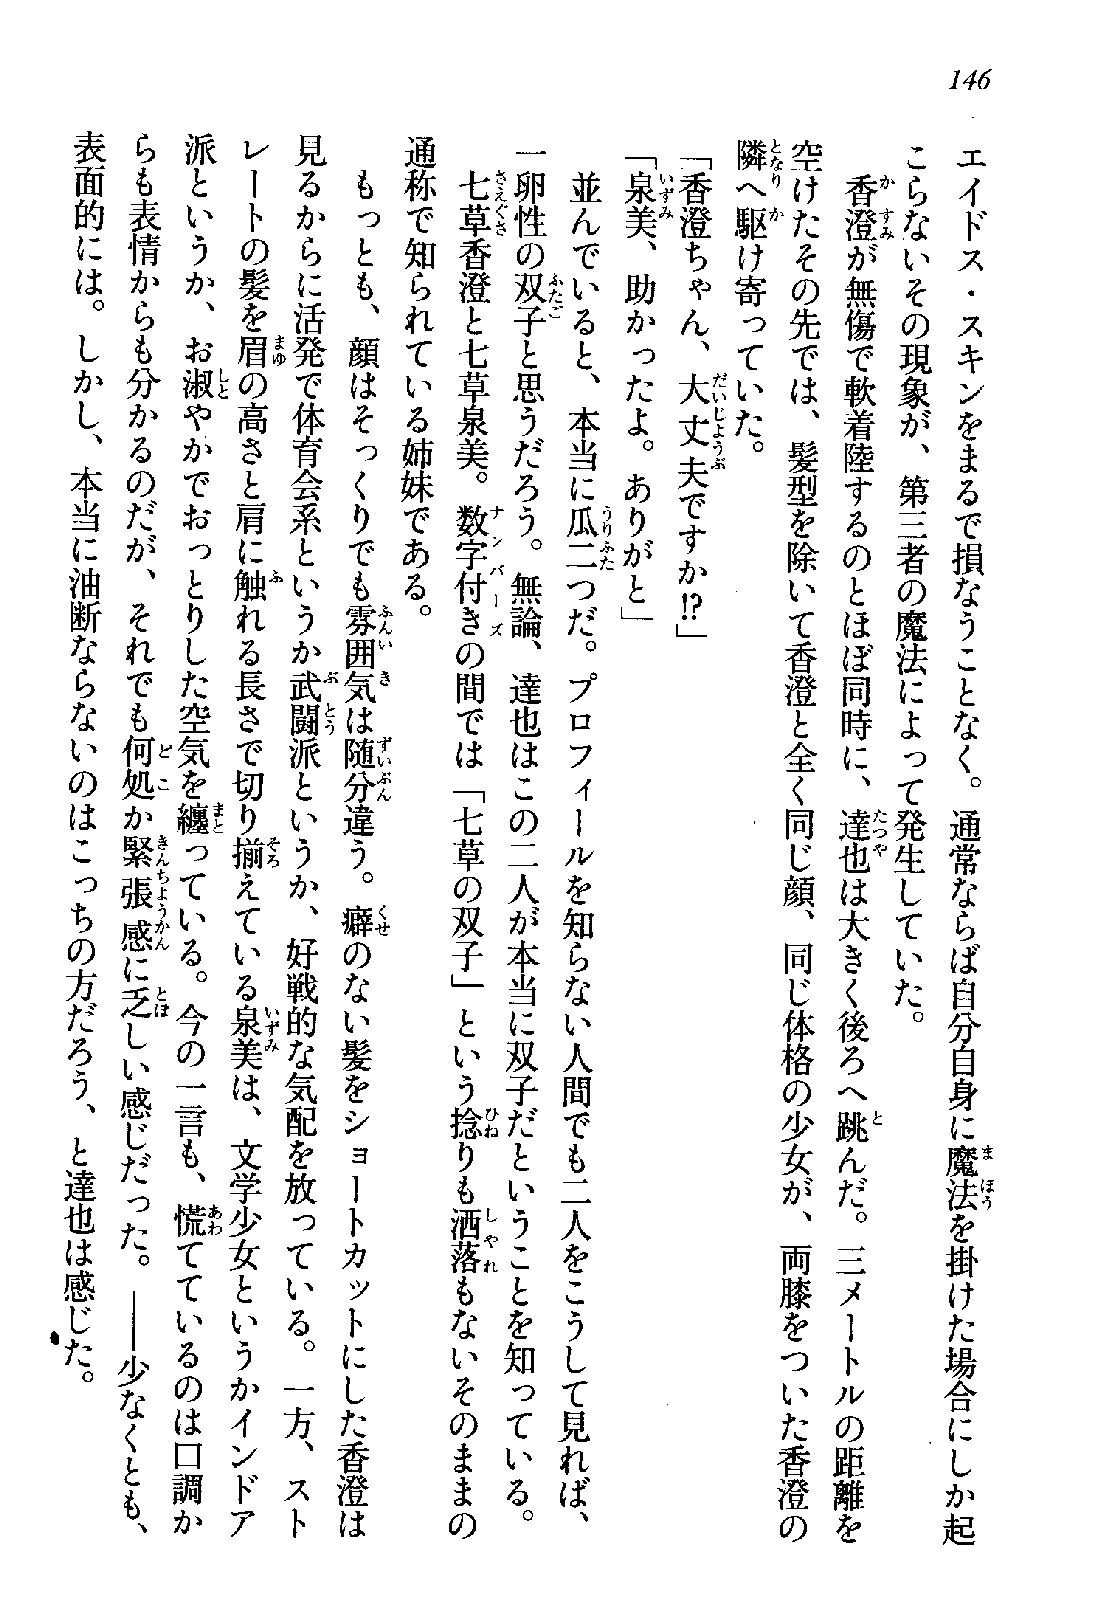 146
エイドス・スキンをまるで損なうことなく。通常ならば自分自身に魔法を掛けた場合にしか起
こらないその現象が、第三者の魔法によって発生していた。
香澄が無傷で軟着陸するのとほぼ同時に、達也は大きく後ろへ跳んだ。三メートルの距離を
空けたその先では、髪型を除いて香澄と全く同じ顔、同じ体格の少女が、両膝をついた香澄の
隣へ駆け寄っていた。
「香澄ちゃん、大丈夫ですか!?」
「泉美、助かったよ。ありがと」
並んでいると、本当に瓜二つだ。プロフィールを知らない人間でも二人をこうして見れば、
一卵性の双子と思うだろう。無論、達也はこの二人が本当に双子だということを知っている。
七草香澄と七草泉美。数字付きの間では「七草の双子」という捻りも洒落もないそのままの
通称で知られている姉妹である。
もっとも、顔はそっくりでも雰囲気は随分違う。癖のない髪をショートカットにした香澄は
見るからに活発で体育会系というか武闘派というか、好戦的な気配を放っている。一方、スト
レートの髪を眉の高さと肩に触れる長さで切り揃えている泉美は、文学少女というかインドア
派というか、お淑やかでおっとりした空気を纏っている。今の一言も、慌てているのは口調か
らも表情からも分かるのだが、それでも何処か緊張感に乏しい感じだった。――少なくとも、
表面的には。しかし、本当に油断ならないのはこっちの方だろう、と達也は感じた。